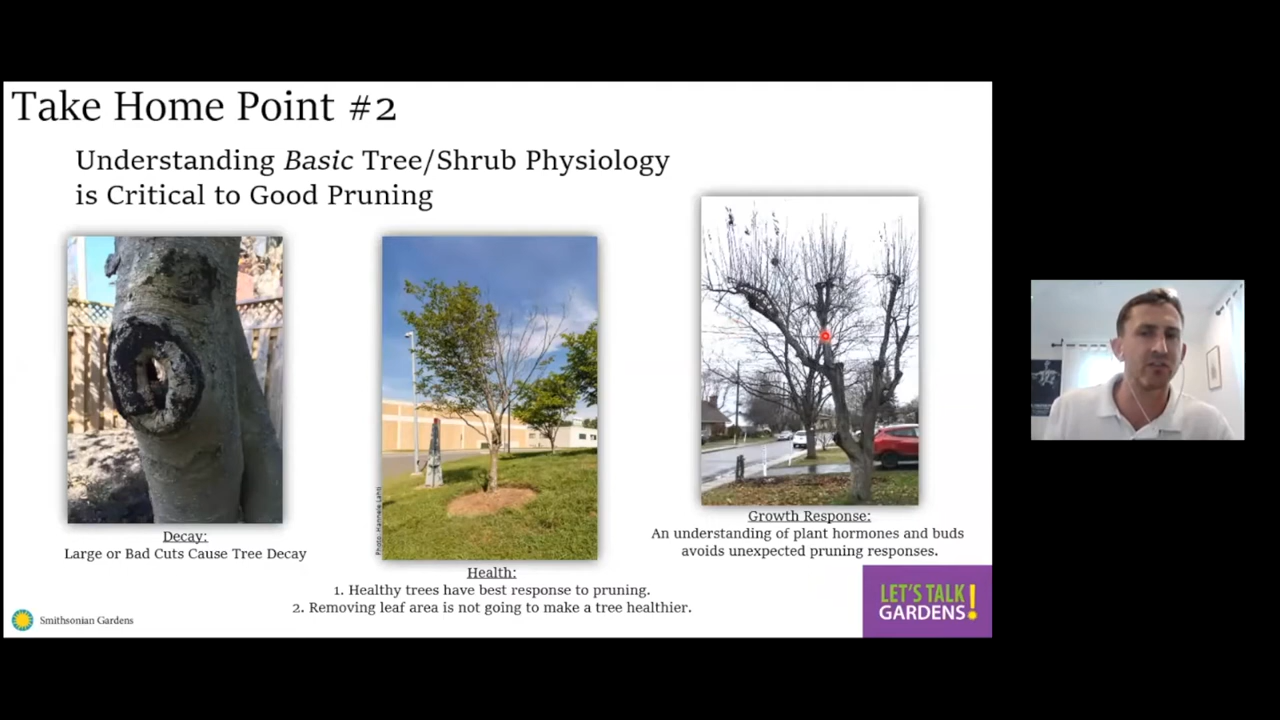 Take Home Point #2
Understanding Basic Tree/Shrub Physiology
is Critical to Good Pruning
Decay:
Large or Bad Cuts Cause Tree Decay
Photo: Hannele Lahti
Health:
1. Healthy trees have best response to pruning.
2. Removing leaf area is not going to make a tree healthier.
Growth Response:
An understanding of plant hormones and buds
avoids unexpected pruning responses.
Smithsonian Gardens
LET'S TALK
GARDENS!